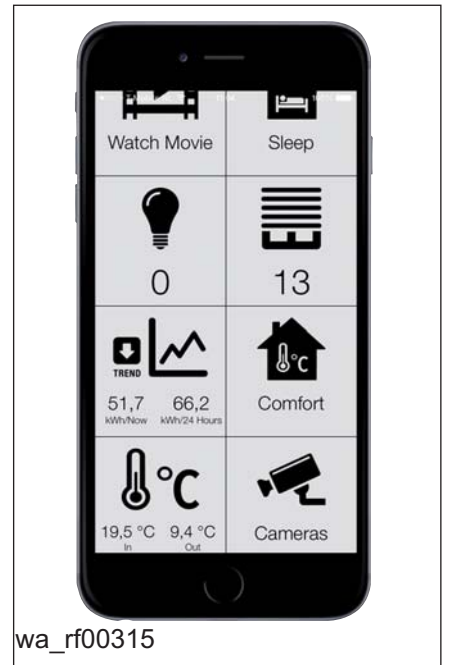 Watch Movie
Sleep
0
13
TREND
51,7
66,2
kWh/Now
kWh/24 Hours
°C
Comfort
°C
19,5 °C
9,4 °C
In
Out
Cameras
wa_rf00315